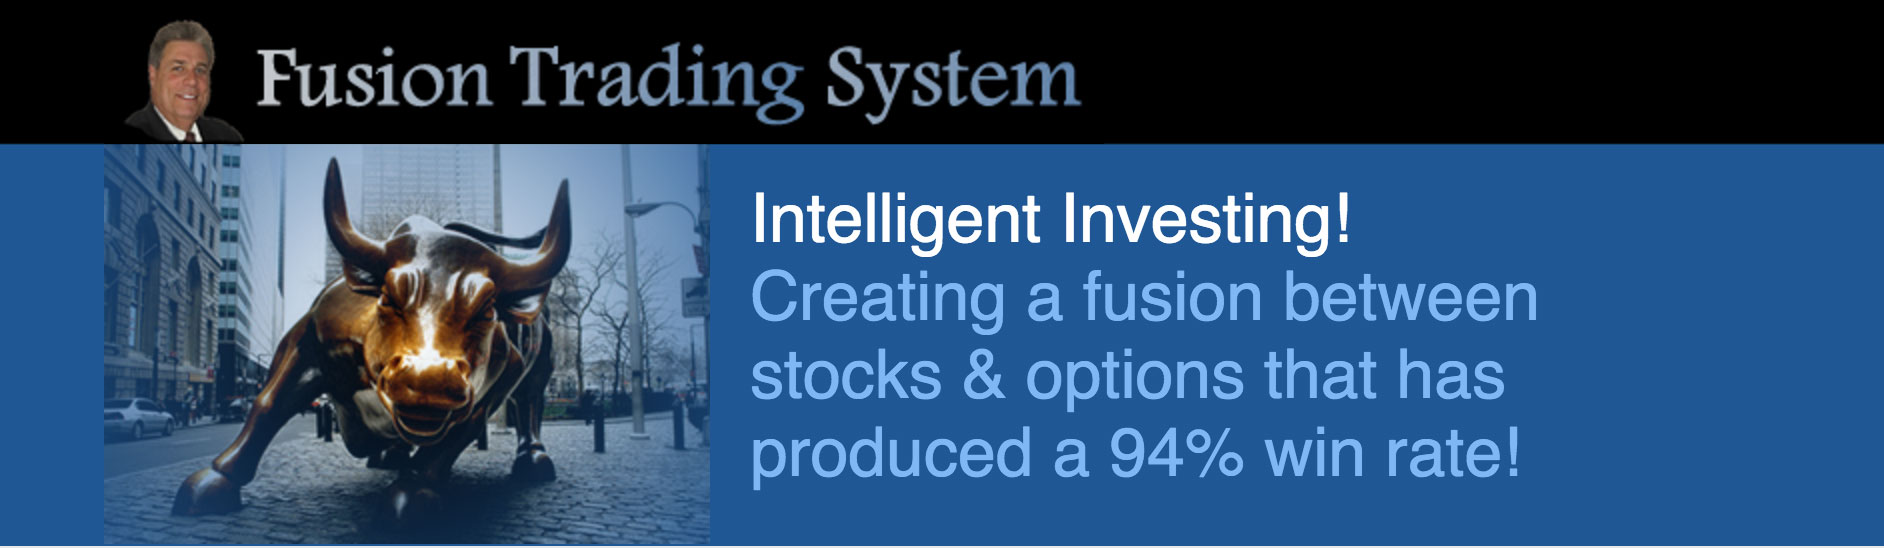 Fusion Trading System
Intelligent Investing!
Creating a fusion between
stocks & options that has
produced a 94% win rate!